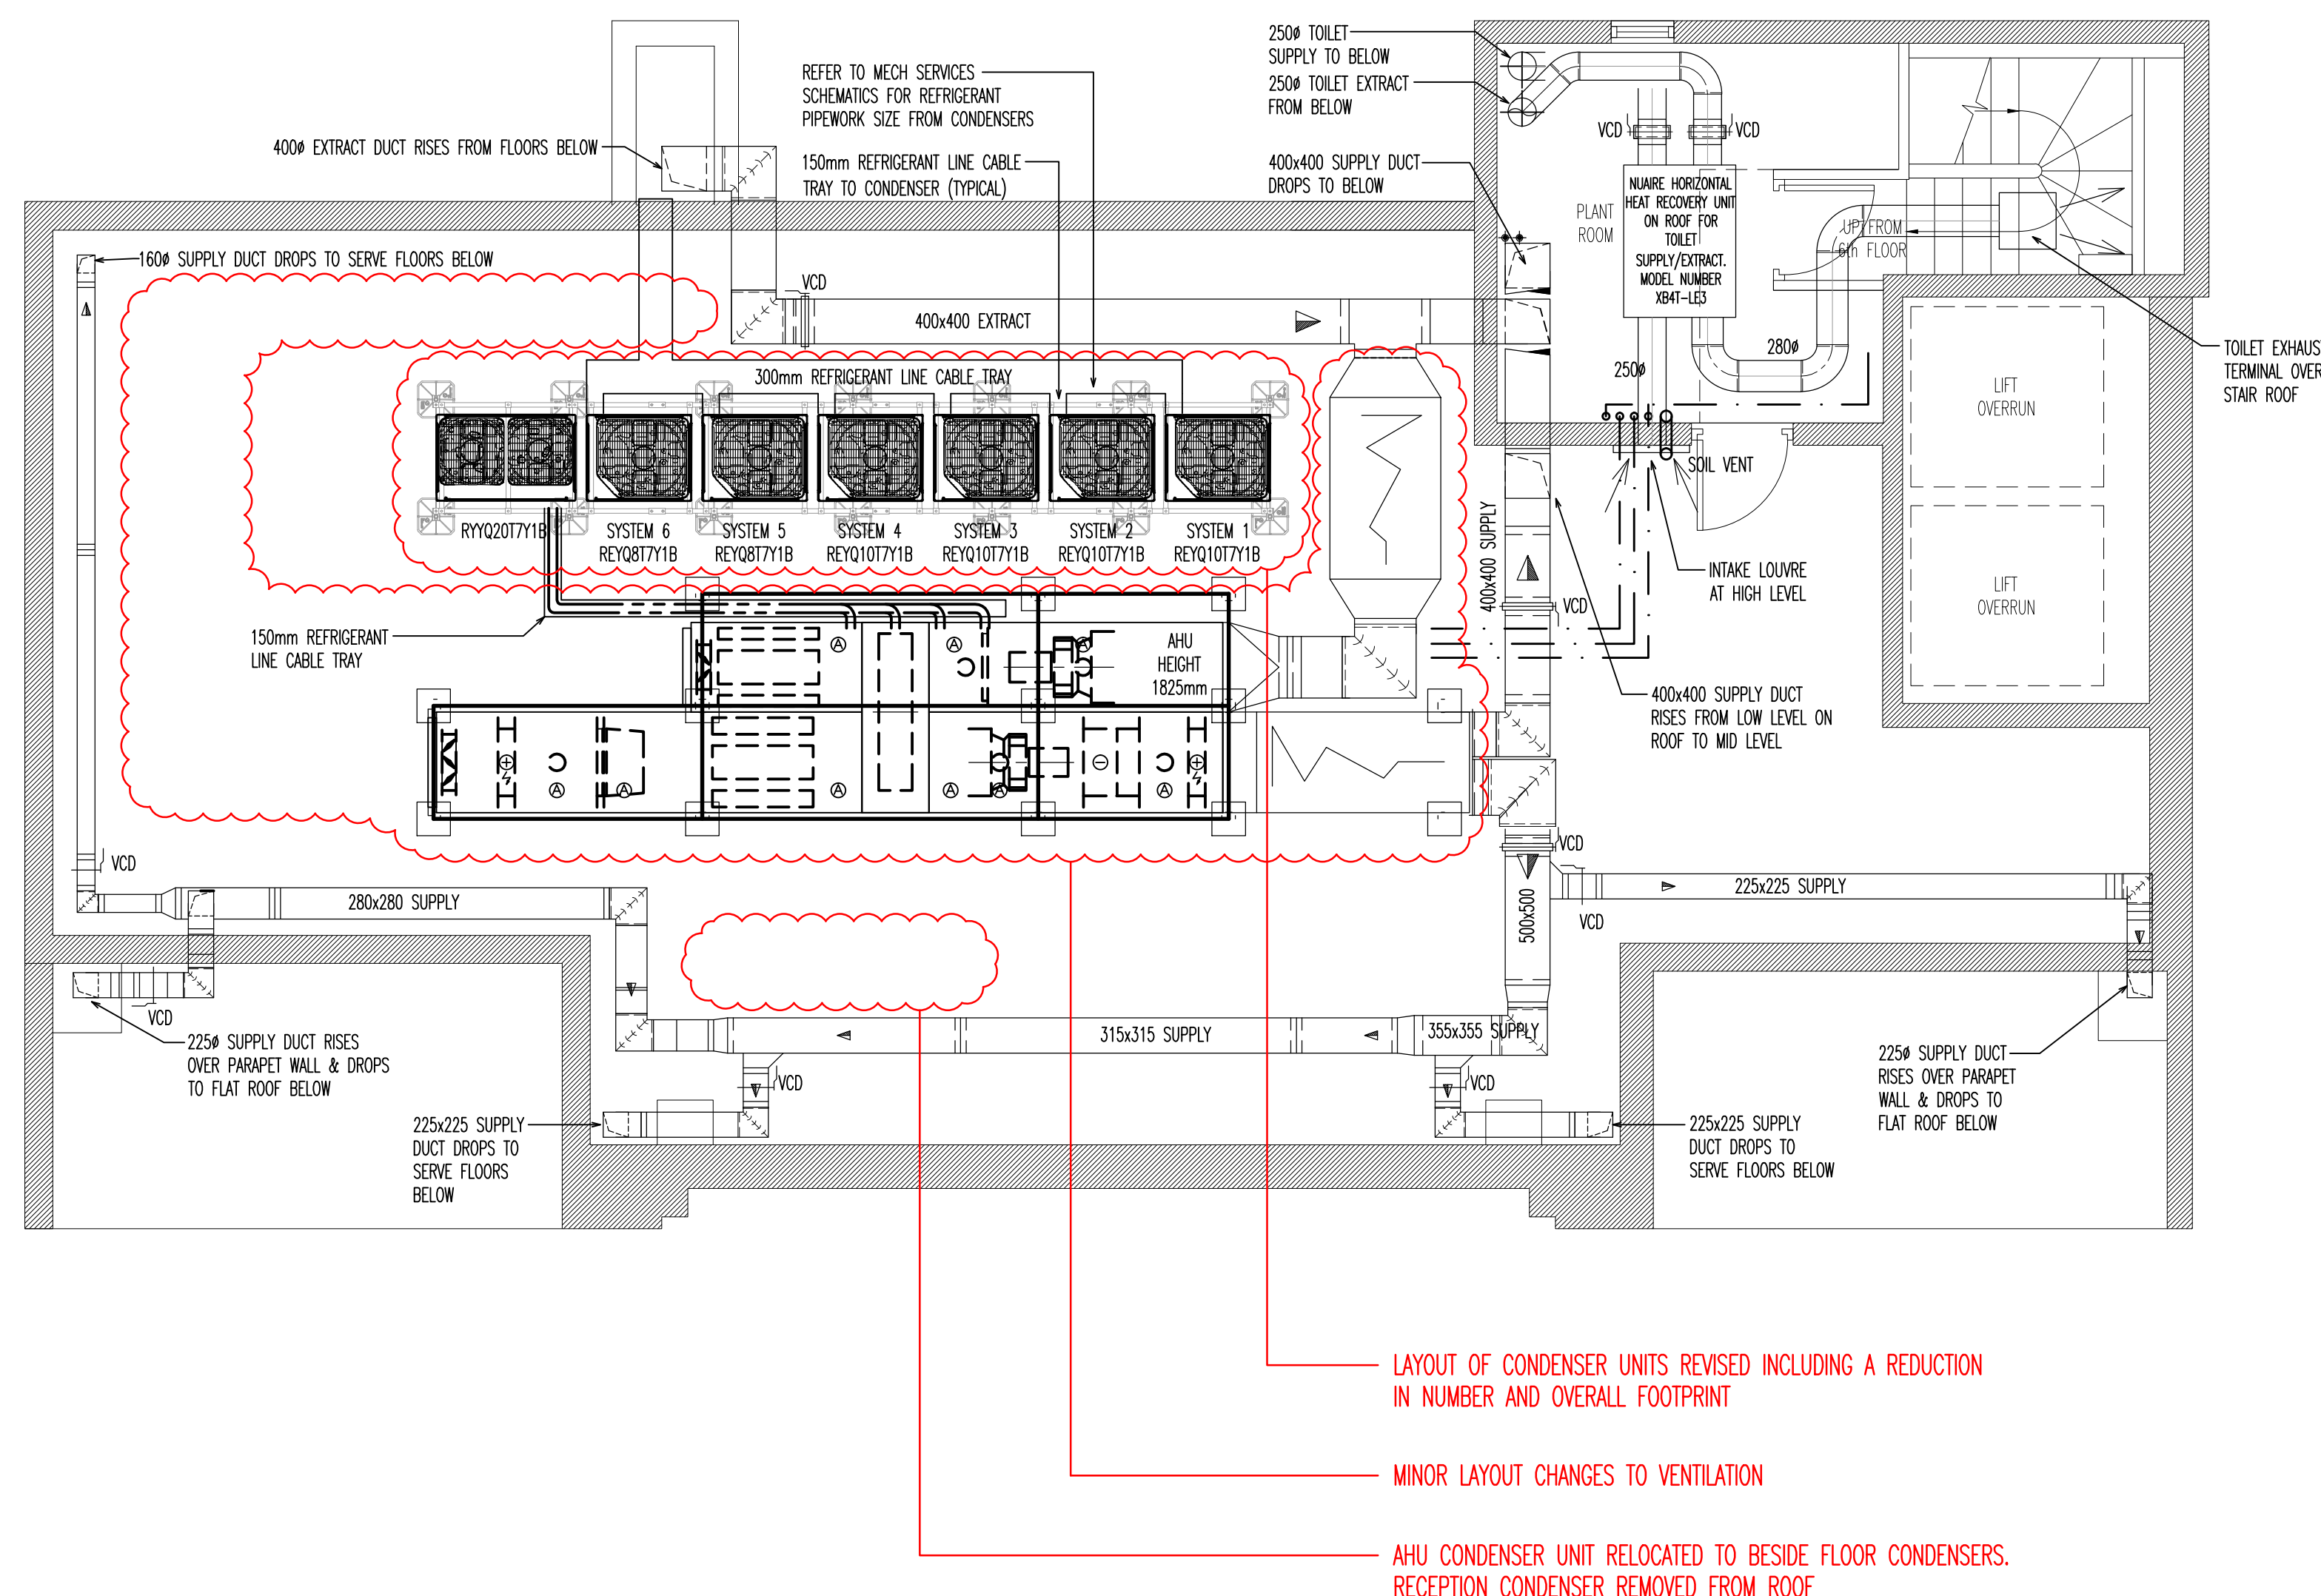 250ø TOILET
SUPPLY TO BELOW
250ø TOILET EXTRACT
FROM BELOW
REFER TO MECH SERVICES
SCHEMATICS FOR REFRIGERANT
PIPEWORK SIZE FROM CONDENSERS
400ø EXTRACT DUCT RISES FROM FLOORS BELOW
150mm REFRIGERANT LINE CABLE
TRAY TO CONDENSER (TYPICAL)
400x400 SUPPLY DUCT
DROPS TO BELOW
VCD
VCD
NUAIRE HORIZONTAL
HEAT RECOVERY UNIT
ON ROOF FOR
TOILET
SUPPLY/EXTRACT.
MODEL NUMBER
XB4T-LE3
PLANT
ROOM
UP FROM
6th FLOOR
160ø SUPPLY DUCT DROPS TO SERVE FLOORS BELOW
VCD
400x400 EXTRACT
280ø
250ø
TOILET EXHAUS
TERMINAL OVER
STAIR ROOF
LIFT
OVERRUN
300mm REFRIGERANT LINE CABLE TRAY
SOIL VENT
RYYQ20T7Y1B
SYSTEM 6
REYQ8T7Y1B
SYSTEM 5
REYQ8T7Y1B
SYSTEM 4
REYQ10T7Y1B
SYSTEM 3
REYQ10T7Y1B
SYSTEM 2
REYQ10T7Y1B
SYSTEM 1
REYQ10T7Y1B
400x400 SUPPLY
INTAKE LOUVRE
AT HIGH LEVEL
VCD
LIFT
OVERRUN
150mm REFRIGERANT
LINE CABLE TRAY
A
A
A
AHU
HEIGHT
1825mm
400x400 SUPPLY DUCT
RISES FROM LOW LEVEL ON
ROOF TO MID LEVEL
A
A
A
A
A
A
VCD
VCD
280x280 SUPPLY
500x500
225x225 SUPPLY
VCD
VCD
315x315 SUPPLY
355x355 SUPPLY
225ø SUPPLY DUCT RISES
OVER PARAPET WALL & DROPS
TO FLAT ROOF BELOW
VCD
VCD
225ø SUPPLY DUCT
RISES OVER PARAPET
WALL & DROPS TO
FLAT ROOF BELOW
225x225 SUPPLY
DUCT DROPS TO
SERVE FLOORS
BELOW
225x225 SUPPLY
DUCT DROPS TO
SERVE FLOORS BELOW
LAYOUT OF CONDENSER UNITS REVISED INCLUDING A REDUCTION
IN NUMBER AND OVERALL FOOTPRINT
MINOR LAYOUT CHANGES TO VENTILATION
AHU CONDENSER UNIT RELOCATED TO BESIDE FLOOR CONDENSERS.
RECEPTION CONDENSER REMOVED FROM ROOF